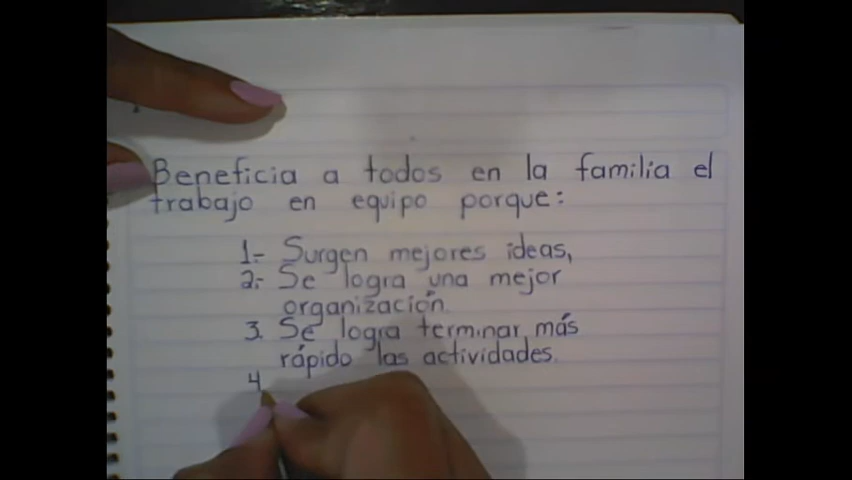 Beneficia a todos en la familia el
trabajo en equipo porque:
1.- Surgen mejores ideas,
2.- Se logra una mejor
organización
3. Se logra terminar más
rápido las actividades.
4